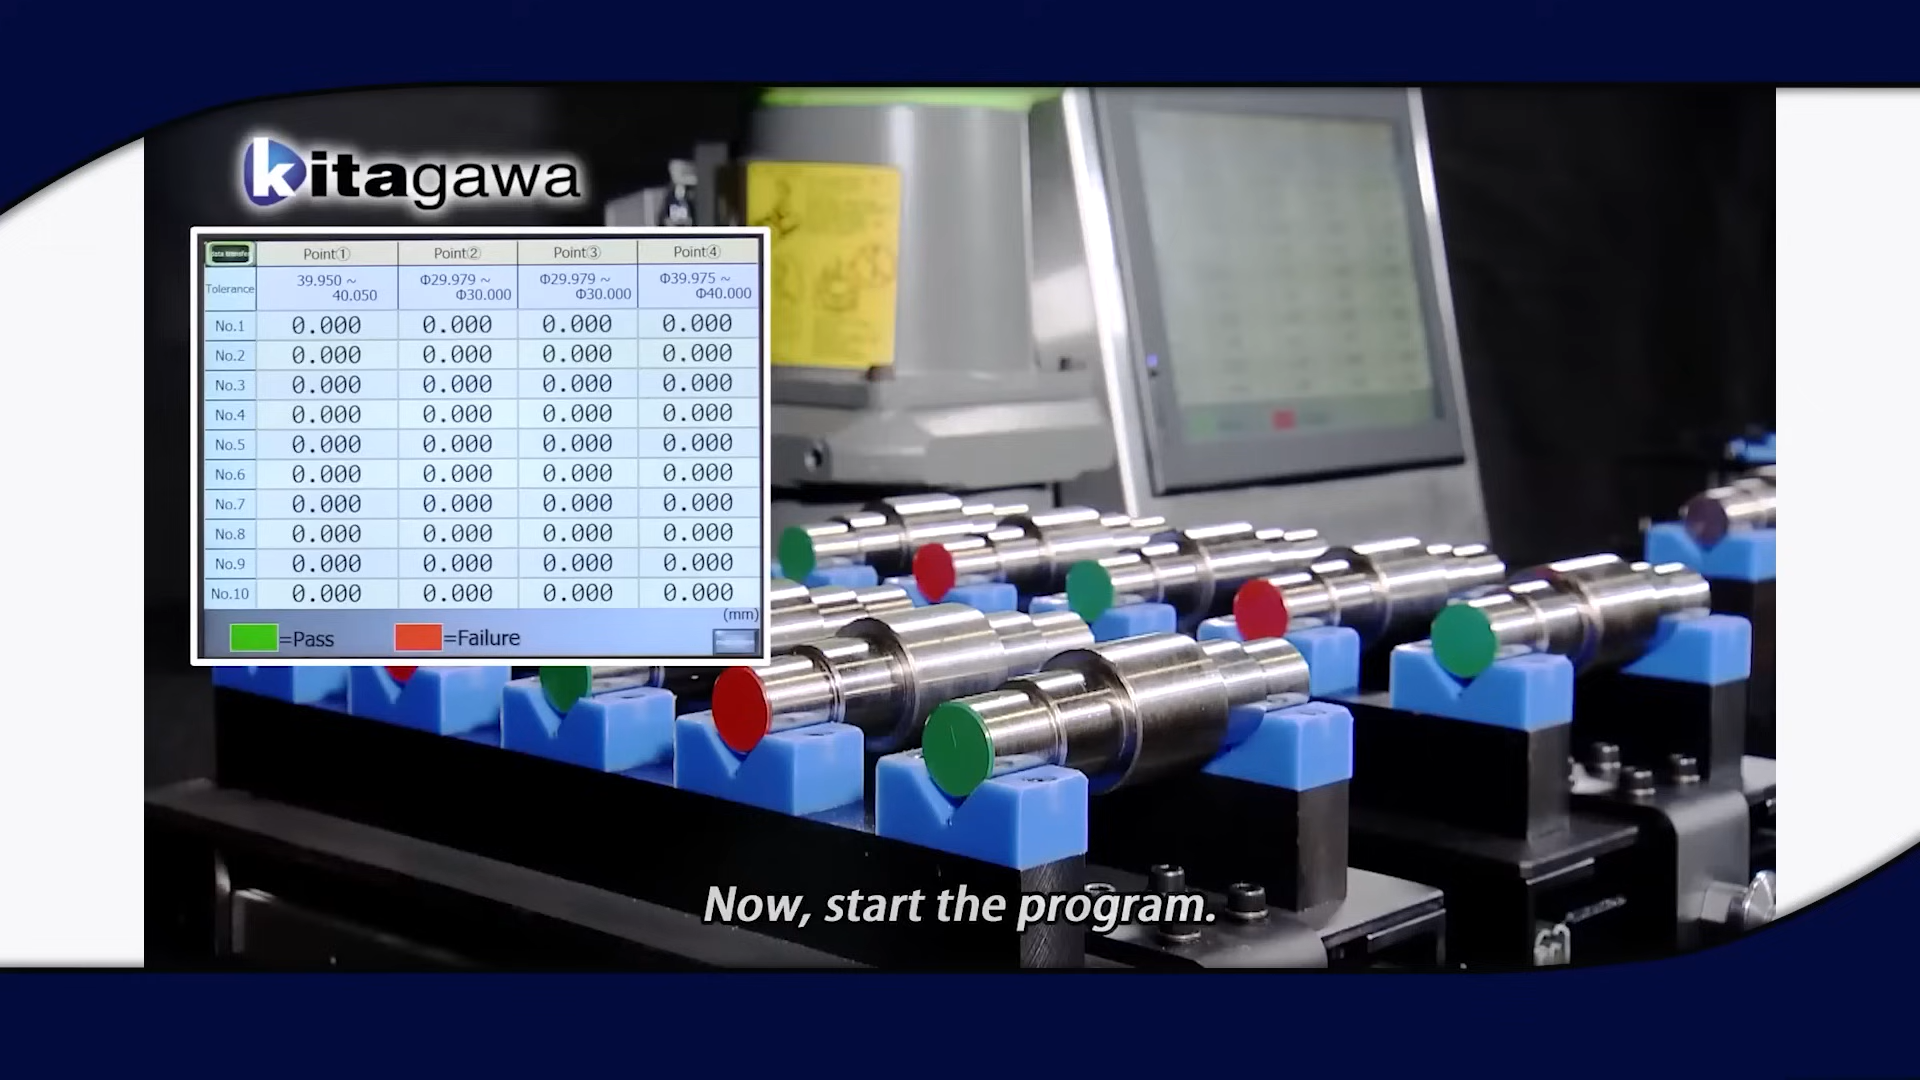 kitagawa
Point① Point② Point③ Point④
Tolerance 39.950 ~ 40.050 Φ29.979 ~ Φ30.000 Φ29.979 ~ Φ30.000 Φ39.975 ~ Φ40.000
No.1 0.000 0.000 0.000 0.000
No.2 0.000 0.000 0.000 0.000
No.3 0.000 0.000 0.000 0.000
No.4 0.000 0.000 0.000 0.000
No.5 0.000 0.000 0.000 0.000
No.6 0.000 0.000 0.000 0.000
No.7 0.000 0.000 0.000 0.000
No.8 0.000 0.000 0.000 0.000
No.9 0.000 0.000 0.000 0.000
No.10 0.000 0.000 0.000 0.000
(mm)
=Pass =Failure
Now, start the program.